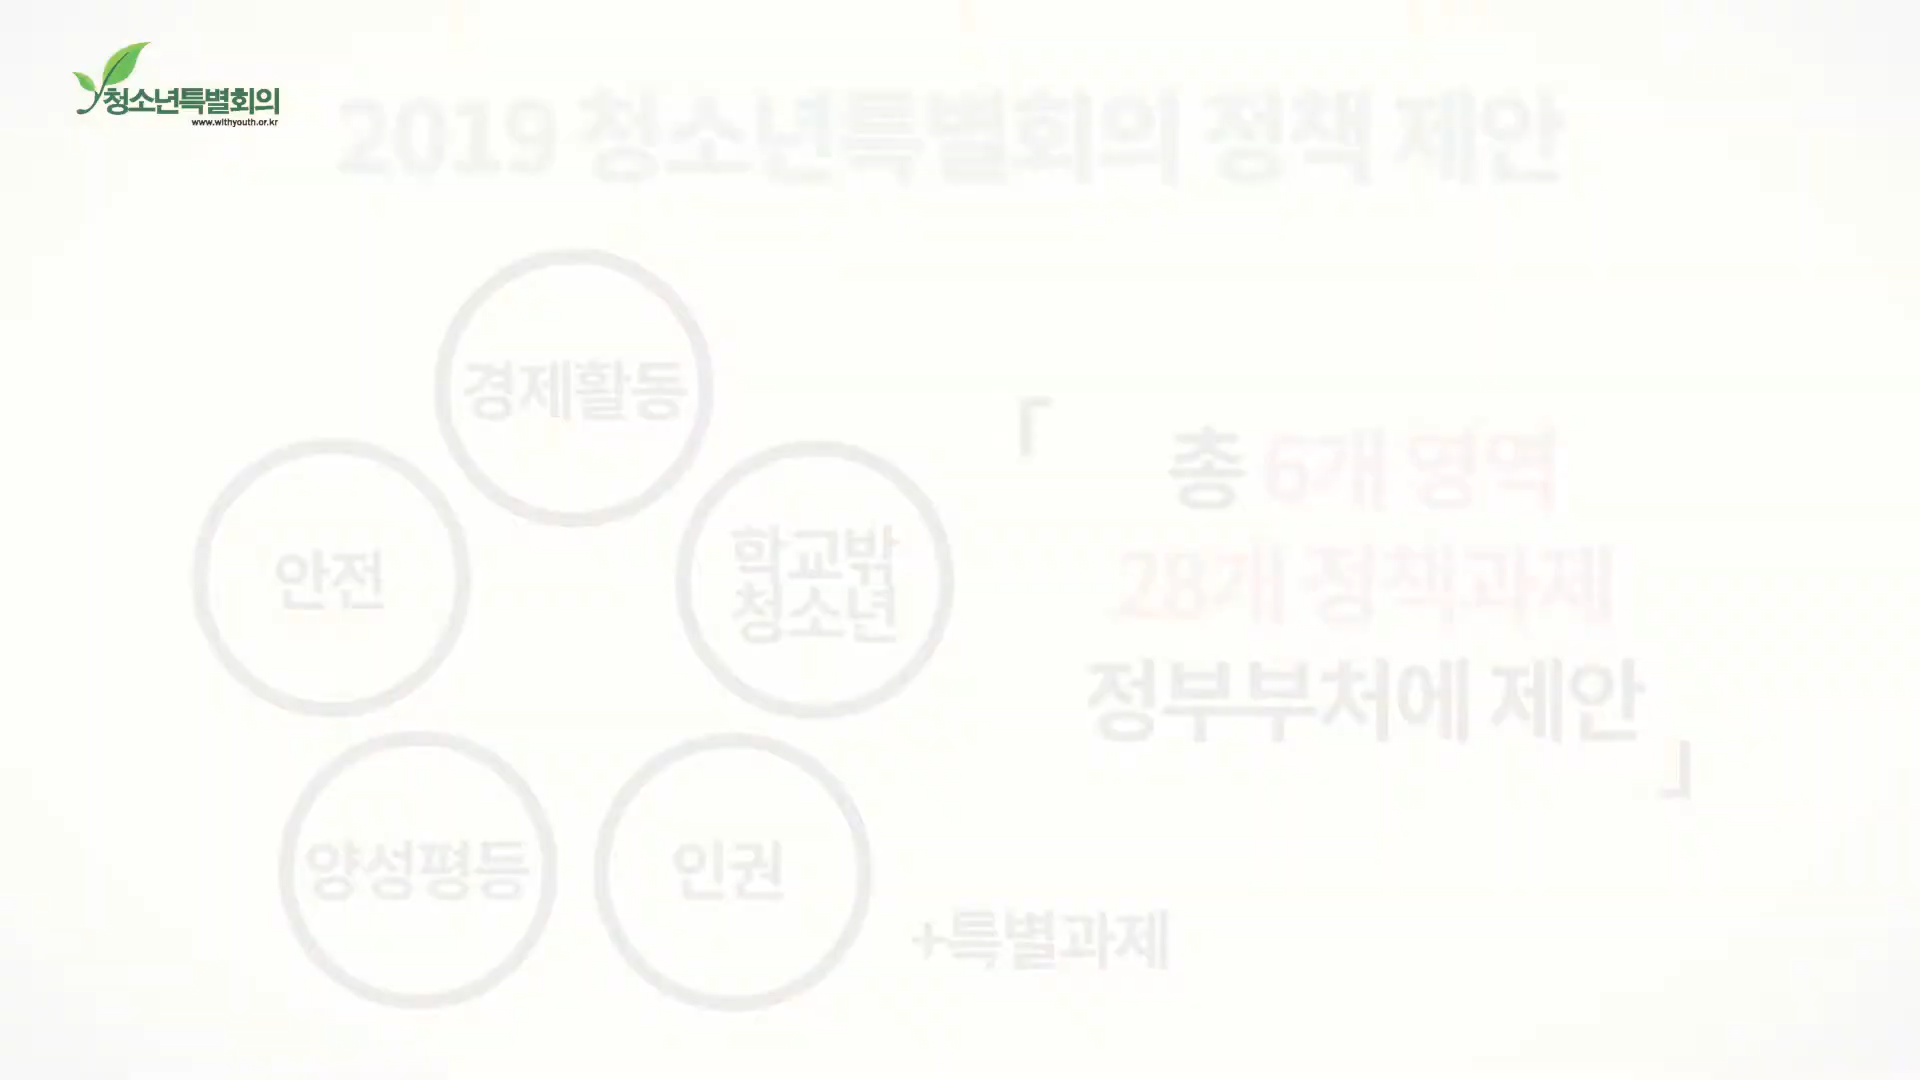 청소년특별회의
www.withyouth.or.kr
2019 청소년특별회의 정책 제안
경제활동
안전
학교밖
청소년
양성평등
인권
+특별과제
「 총 6개 영역
28개 정책과제
정부부처에 제안 」